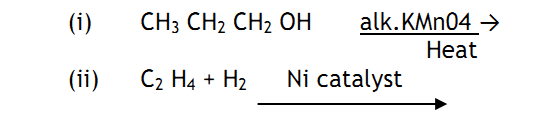 (i) CH₃ CH₂ CH₂ OH alk.KMn04 →
Heat
(ii) C₂ H₄ + H₂ Ni catalyst